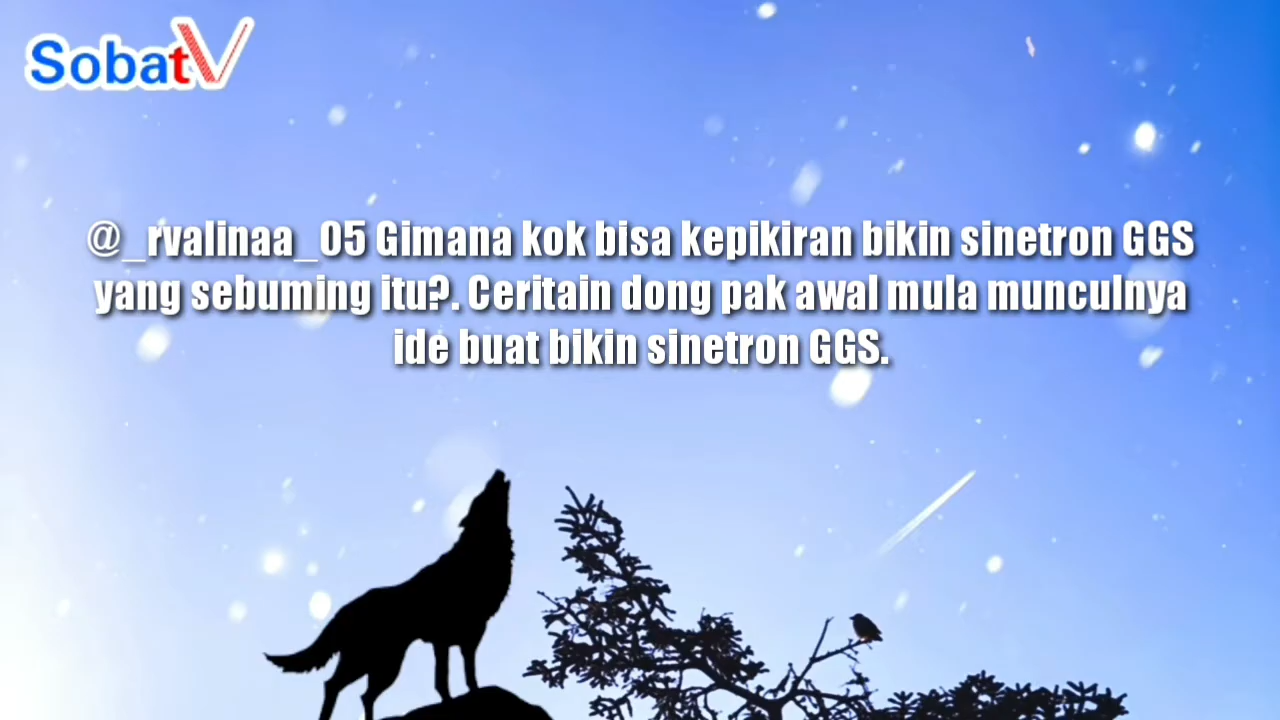 SobatV
@_rvalinaa_05 Gimana kok bisa kepikiran bikin sinetron GGS
yang sebuming itu?. Ceritain dong pak awal mula munculnya
ide buat bikin sinetron GGS.